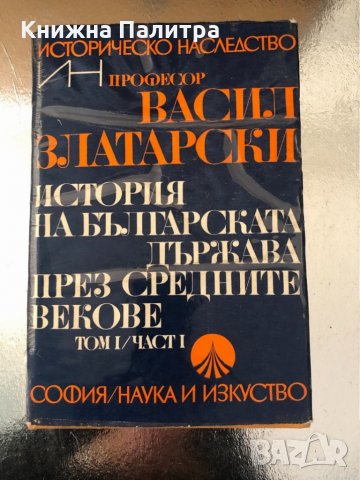 Книжна Палитра
ИСТОРИЧЕСКО НАСЛЕДСТВО
ИН
ПРОФЕСОР
ВАСИЛ
ЗЛАТАРСКИ
ИСТОРИЯ
НА БЪЛГАРСКАТА
ДЪРЖАВА
ПРЕЗ СРЕДНИТЕ
ВЕКОВЕ
ТОМ I/ЧАСТ I
СОФИЯ/НАУКА И ИЗКУСТВО
BAZAR